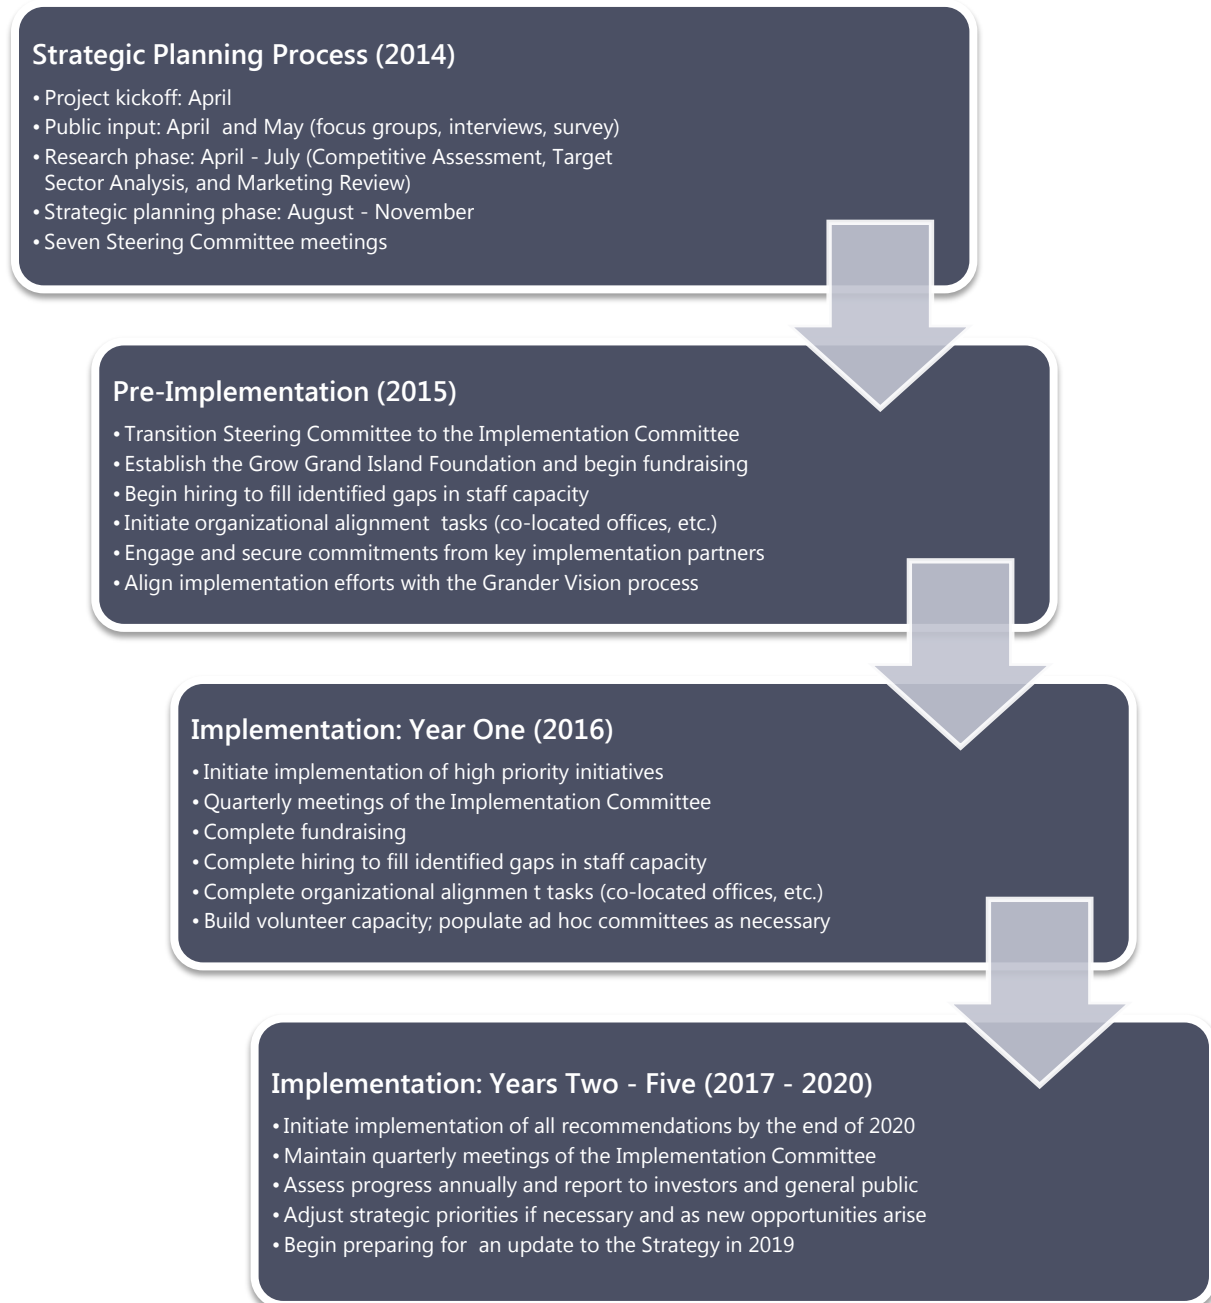 Strategic Planning Process (2014)
• Project kickoff: April
• Public input: April and May (focus groups, interviews, survey)
• Research phase: April - July (Competitive Assessment, Target
Sector Analysis, and Marketing Review)
• Strategic planning phase: August - November
• Seven Steering Committee meetings
Pre-Implementation (2015)
• Transition Steering Committee to the Implementation Committee
• Establish the Grow Grand Island Foundation and begin fundraising
• Begin hiring to fill identified gaps in staff capacity
• Initiate organizational alignment tasks (co-located offices, etc.)
• Engage and secure commitments from key implementation partners
• Align implementation efforts with the Grander Vision process
Implementation: Year One (2016)
• Initiate implementation of high priority initiatives
• Quarterly meetings of the Implementation Committee
• Complete fundraising
• Complete hiring to fill identified gaps in staff capacity
• Complete organizational alignmen t tasks (co-located offices, etc.)
• Build volunteer capacity; populate ad hoc committees as necessary
Implementation: Years Two - Five (2017 - 2020)
• Initiate implementation of all recommendations by the end of 2020
• Maintain quarterly meetings of the Implementation Committee
• Assess progress annually and report to investors and general public
• Adjust strategic priorities if necessary and as new opportunities arise
• Begin preparing for an update to the Strategy in 2019